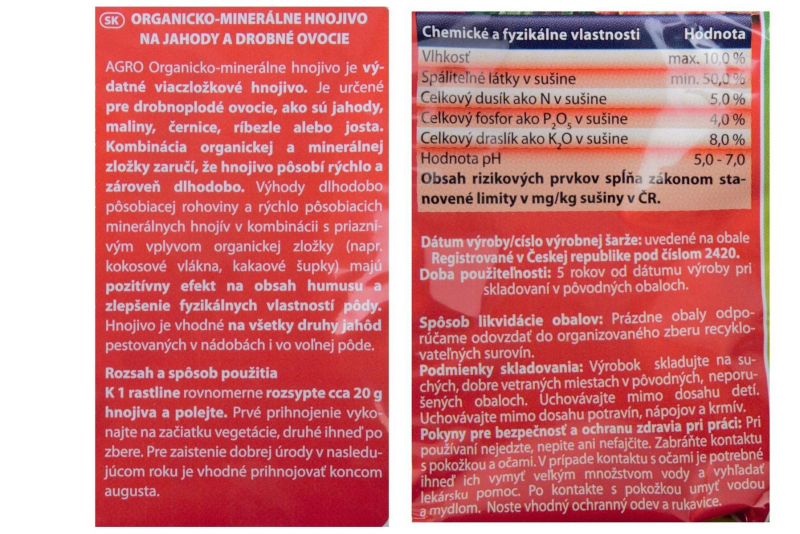 SK ORGANICKO-MINERÁLNE HNOJIVO
NA JAHODY A DROBNÉ OVOCIE
AGRO Organicko-minerálne hnojivo je vý-
datné viaczložkové hnojivo. Je určené
pre drobnoplodé ovocie, ako sú jahody,
maliny, černice, ríbezle alebo josta.
Kombinácia organickej a minerálnej
zložky zaručí, že hnojivo pôsobí rýchlo a
zároveň dlhodobo. Výhody dlhodobo
pôsobiacej rohoviny a rýchlo pôsobiacich
minerálnych hnojív v kombinácii s priazni-
vým vplyvom organickej zložky (napr.
kokosové vlákna, kakaové šupky) majú
pozitívny efekt na obsah humusu a
zlepšenie fyzikálnych vlastností pôdy.
Hnojivo je vhodné na všetky druhy jahôd
pestovaných v nádobách i vo voľnej pôde.
Rozsah a spôsob použitia
K 1 rastline rovnomerne rozsypte cca 20 g
hnojiva a polejte. Prvé prihnojenie vyko-
najte na začiatku vegetácie, druhé ihneď po
zbere. Pre zaistenie dobrej úrody v nasledu-
júcom roku je vhodné prihnojovať koncom
augusta.
Chemické a fyzikálne vlastnosti Hodnota
Vlhkosť max. 10,0 %
Spáliteľné látky v sušine min. 50,0 %
Celkový dusík ako N v sušine 5,0 %
Celkový fosfor ako P2O5 v sušine 4,0 %
Celkový draslík ako K2O v sušine 8,0 %
Hodnota pH 5,0 - 7,0
Obsah rizikových prvkov spĺňa zákonom sta-
novené limity v mg/kg sušiny v ČR.
Dátum výroby/číslo výrobnej šarže: uvedené na obale
Registrované v Českej republike pod číslom 2420.
Doba použiteľnosti: 5 rokov od dátumu výroby pri
skladovaní v pôvodných obaloch.
Spôsob likvidácie obalov: Prázdne obaly odpo-
rúčame odovzdať do organizovaného zberu recyklo-
vateľných surovín.
Podmienky skladovania: Výrobok skladujte na su-
chých, dobre vetraných miestach v pôvodných, neporu-
šených obaloch. Uchovávajte mimo dosahu detí.
Uchovávajte mimo dosahu potravín, nápojov a krmív.
Pokyny pre bezpečnosť a ochranu zdravia pri práci: Pri
používaní nejedzte, nepite ani nefajčite. Zabráňte kontaktu
s pokožkou a očami. V prípade kontaktu s očami je potrebné
ihneď ich vymyť veľkým množstvom vody a vyhľadať
lekársku pomoc. Po kontakte s pokožkou umyť vodou
a mydlom. Noste vhodný ochranný odev a rukavice.